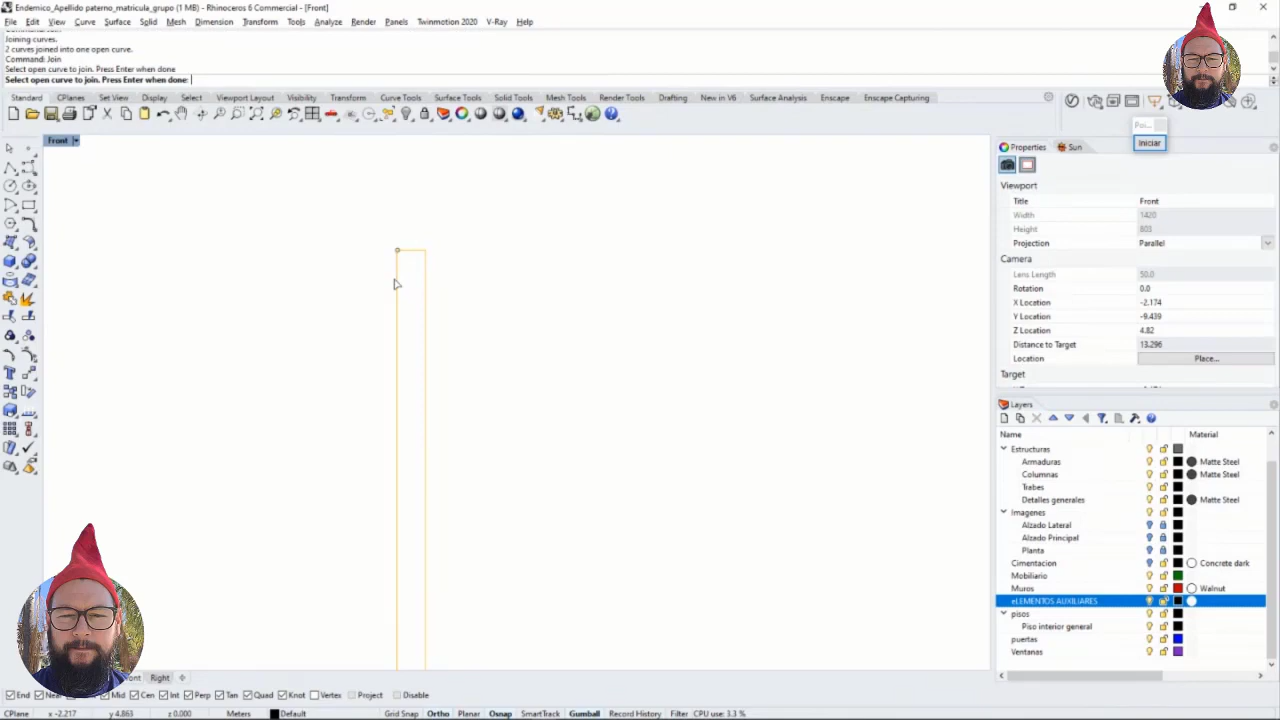 Endemico_Apellido paterno_matricula_grupo (1 MB) - Rhinoceros 6 Commercial - [Front]
File Edit View Curve Surface Solid Mesh Dimension Transform Tools Analyze Render Panels Twinmotion 2020 V-Ray Help
Joining curves.
2 curves joined into one open curve.
Command: Join
Select open curve to join. Press Enter when done
Select open curve to join. Press Enter when done:
Standard CPlanes Set View Display Select Viewport Layout Visibility Transform Curve Tools Surface Tools Solid Tools Mesh Tools Render Tools Drafting New in V6 Surface Analysis Enscape Enscape Capturing
Poi...
Iniciar
Front
Properties Sun
Viewport
Title Front
Width 1420
Height 803
Projection Parallel
Camera
Lens Length 50.0
Rotation 0.0
X Location -2.174
Y Location -9.439
Z Location 4.82
Distance to Target 13.296
Location Place...
Target
Layers
Name Material
Estructuras
Armaduras Matte Steel
Columnas Matte Steel
Trabes
Detalles generales Matte Steel
Imagenes
Alzado Lateral
Alzado Principal
Planta
Cimentacion Concrete dark
Mobiliario
Muros Walnut
eLEMENTOS AUXILIARES
pisos
Piso interior general
puertas
Ventanas
Right
End Near Mid Cen Int Perp Tan Quad Knot Vertex Project Disable
CPlane x -2.217 y 4.863 z 0.000 Meters Default Grid Snap Ortho Planar Osnap SmartTrack Gumball Record History Filter CPU use: 3.3 %